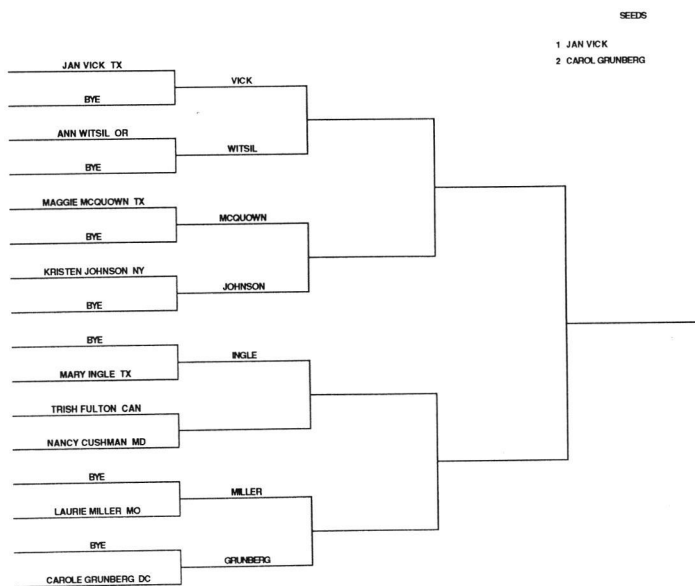 SEEDS
1 JAN VICK
2 CAROL GRUNBERG
JAN VICK TX
VICK
BYE
ANN WITSIL OR
WITSIL
BYE
MAGGIE MCQUOWN TX
MCQUOWN
BYE
KRISTEN JOHNSON NY
JOHNSON
BYE
BYE
INGLE
MARY INGLE TX
TRISH FULTON CAN
NANCY CUSHMAN MD
BYE
MILLER
LAURIE MILLER MO
BYE
GRUNBERG
CAROLE GRUNBERG DC